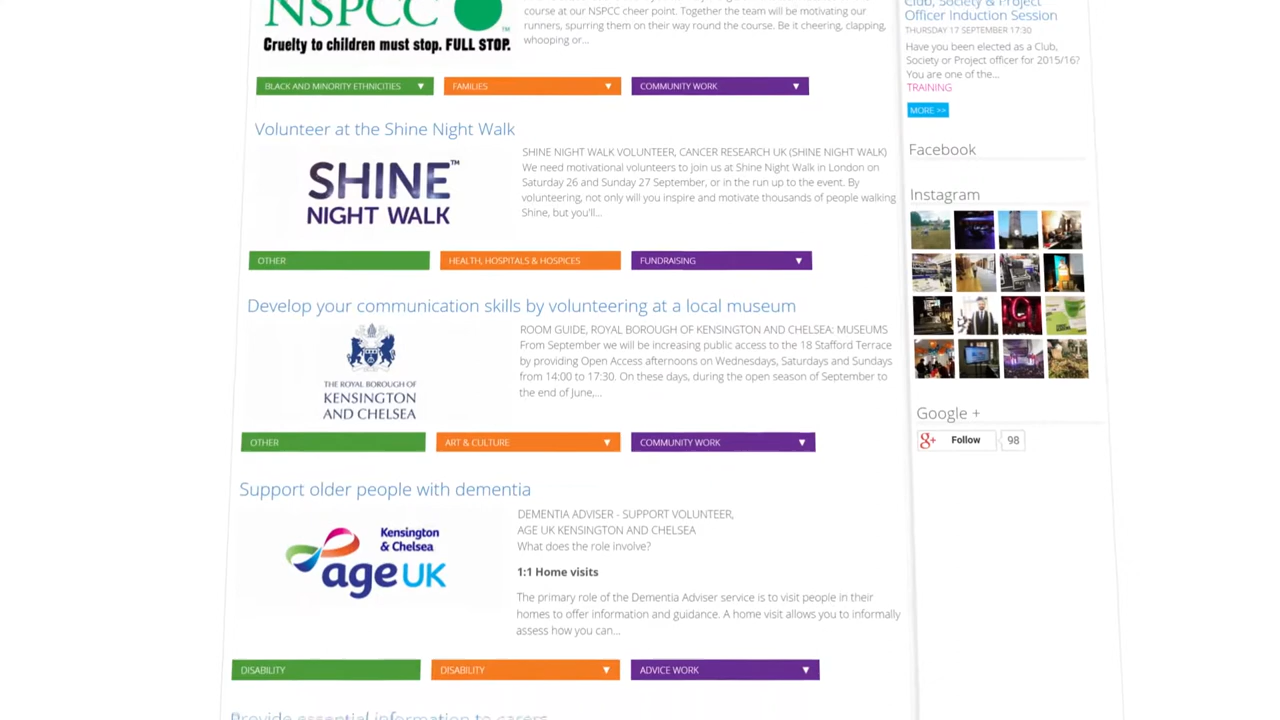 NSPCC
Cruelty to children must stop. FULL STOP.
course at our NSPCC cheer point. Together the team will be motivating our
runners, spurring them on their way round the course. Be it cheering, clapping,
whooping or...
BLACK AND MINORITY ETHNICITIES
FAMILIES
COMMUNITY WORK
Volunteer at the Shine Night Walk
SHINE™
NIGHT WALK
SHINE NIGHT WALK VOLUNTEER, CANCER RESEARCH UK (SHINE NIGHT WALK)
We need motivational volunteers to join us at Shine Night Walk in London on
Saturday 26 and Sunday 27 September, or in the run up to the event. By
volunteering, not only will you inspire and motivate thousands of people walking
Shine, but you'll...
OTHER
HEALTH, HOSPITALS & HOSPICES
FUNDRAISING
Develop your communication skills by volunteering at a local museum
THE ROYAL BOROUGH OF
KENSINGTON
AND CHELSEA
ROOM GUIDE, ROYAL BOROUGH OF KENSINGTON AND CHELSEA: MUSEUMS
From September we will be increasing public access to the 18 Stafford Terrace
by providing Open Access afternoons on Wednesdays, Saturdays and Sundays
from 14:00 to 17:30. On these days, during the open season of September to
the end of June,...
OTHER
ART & CULTURE
COMMUNITY WORK
Support older people with dementia
Kensington
& Chelsea
age UK
DEMENTIA ADVISER - SUPPORT VOLUNTEER,
AGE UK KENSINGTON AND CHELSEA
What does the role involve?
1:1 Home visits
The primary role of the Dementia Adviser service is to visit people in their
homes to offer information and guidance. A home visit allows you to informally
assess how you can...
DISABILITY
DISABILITY
ADVICE WORK
Provide essential information to carers
Club, Society & Project
Officer Induction Session
THURSDAY 17 SEPTEMBER 17:30
Have you been elected as a Club,
Society or Project officer for 2015/16?
You are one of the...
TRAINING
MORE >>
Facebook
Instagram
Google +
g+ Follow 98